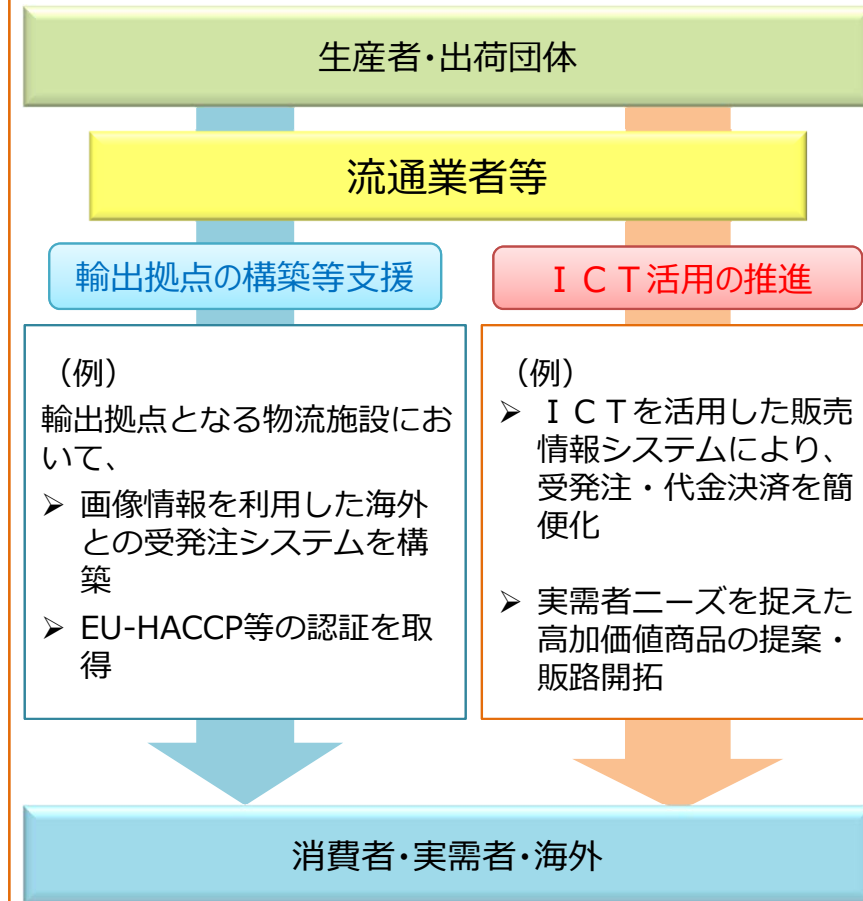 生産者･出荷団体
流通業者等
輸出拠点の構築等支援
（例）
輸出拠点となる物流施設にお
いて、
➢ 画像情報を利用した海外
との受発注システムを構
築
➢ EU-HACCP等の認証を取
得
ＩＣＴ活用の推進
（例）
➢ ＩＣＴを活用した販売
情報システムにより、
受発注・代金決済を簡
便化
➢ 実需者ニーズを捉えた
高加価値商品の提案・
販路開拓
消費者･実需者･海外